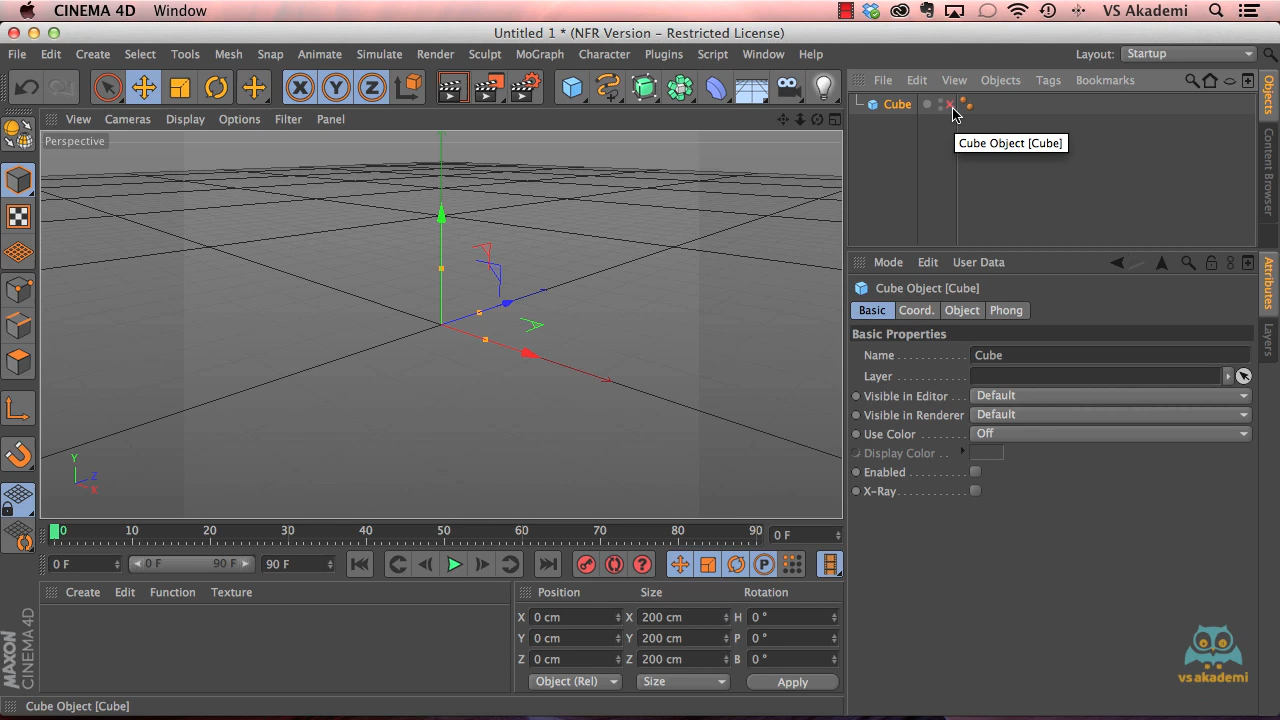 CINEMA 4D Window VS Akademi
Untitled 1 * (NFR Version - Restricted License)
File Edit Create Select Tools Mesh Snap Animate Simulate Render Sculpt MoGraph Character Plugins Script Window Help Layout: Startup
X Y Z
File Edit View Objects Tags Bookmarks
Cube
Cube Object [Cube]
Objects
Content Browser
View Cameras Display Options Filter Panel
Perspective
Y
Z
X
Mode Edit User Data
Attributes
Layers
Cube Object [Cube]
Basic Coord. Object Phong
Basic Properties
Name . . . . . . . . . . Cube
Layer . . . . . . . . . .
Visible in Editor . . . Default
Visible in Renderer Default
Use Color . . . . . . . Off
Display Color . .
Enabled . . . . . . . .
X-Ray. . . . . . . . . .
0 10 20 30 40 50 60 70 80 90 0 F
0 F 0 F 90 F 90 F
P
Create Edit Function Texture
Position Size Rotation
X 0 cm X 200 cm H 0 °
Y 0 cm Y 200 cm P 0 °
Z 0 cm Z 200 cm B 0 °
Object (Rel) Size Apply
MAXON
CINEMA 4D
vsakademi
Cube Object [Cube]